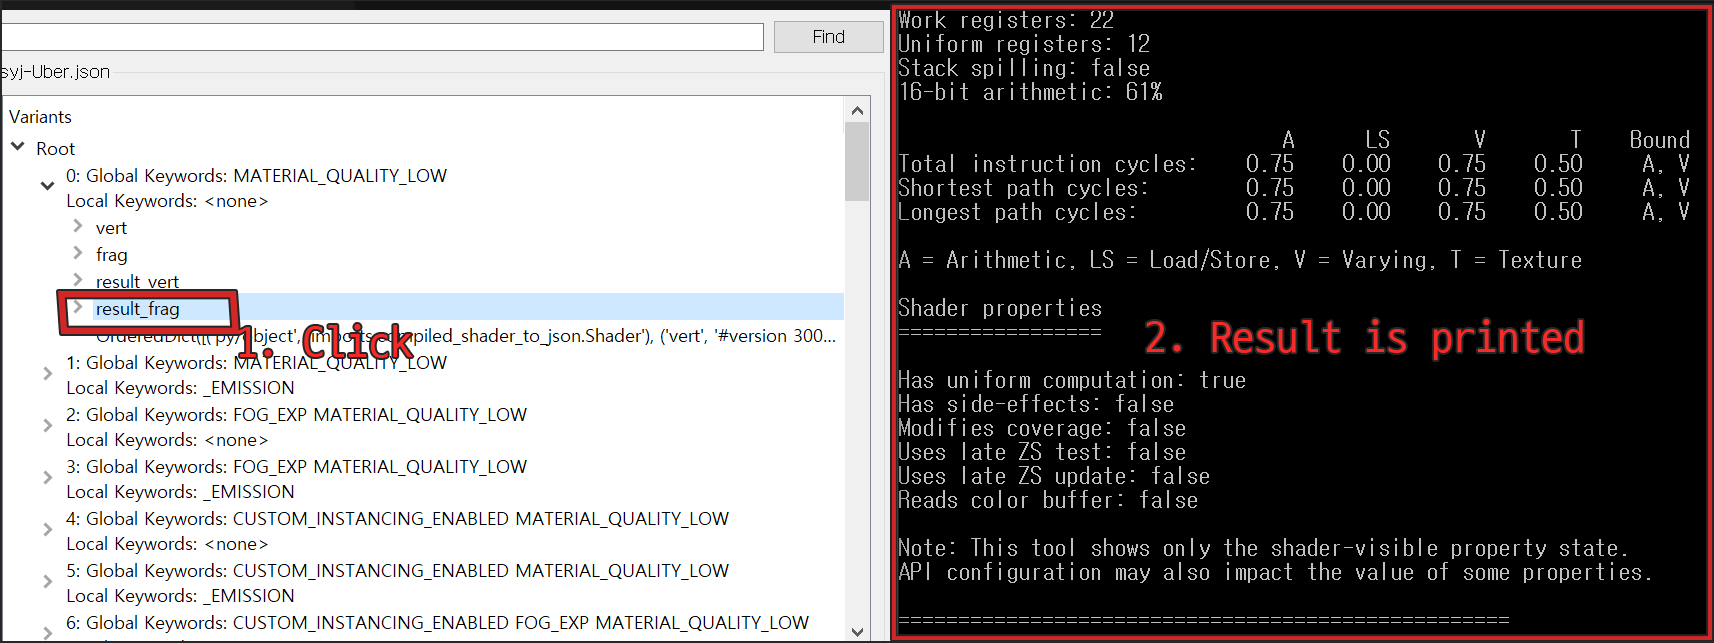 Find
syj-Uber.json
Variants
Root
0: Global Keywords: MATERIAL_QUALITY_LOW
Local Keywords: <none>
vert
frag
result_vert
result_frag
1. Click
OrderedDict([('py/object', 'imports.compiled_shader_to_json.Shader'), ('vert', '#version 300...
1: Global Keywords: MATERIAL_QUALITY_LOW
Local Keywords: _EMISSION
2: Global Keywords: FOG_EXP MATERIAL_QUALITY_LOW
Local Keywords: <none>
3: Global Keywords: FOG_EXP MATERIAL_QUALITY_LOW
Local Keywords: _EMISSION
4: Global Keywords: CUSTOM_INSTANCING_ENABLED MATERIAL_QUALITY_LOW
Local Keywords: <none>
5: Global Keywords: CUSTOM_INSTANCING_ENABLED MATERIAL_QUALITY_LOW
Local Keywords: _EMISSION
6: Global Keywords: CUSTOM_INSTANCING_ENABLED FOG_EXP MATERIAL_QUALITY_LOW
Work registers: 22
Uniform registers: 12
Stack spilling: false
16-bit arithmetic: 61%
A LS V T Bound
Total instruction cycles: 0.75 0.00 0.75 0.50 A, V
Shortest path cycles: 0.75 0.00 0.75 0.50 A, V
Longest path cycles: 0.75 0.00 0.75 0.50 A, V
A = Arithmetic, LS = Load/Store, V = Varying, T = Texture
Shader properties
=================
2. Result is printed
Has uniform computation: true
Has side-effects: false
Modifies coverage: false
Uses late ZS test: false
Uses late ZS update: false
Reads color buffer: false
Note: This tool shows only the shader-visible property state.
API configuration may also impact the value of some properties.
===================================================